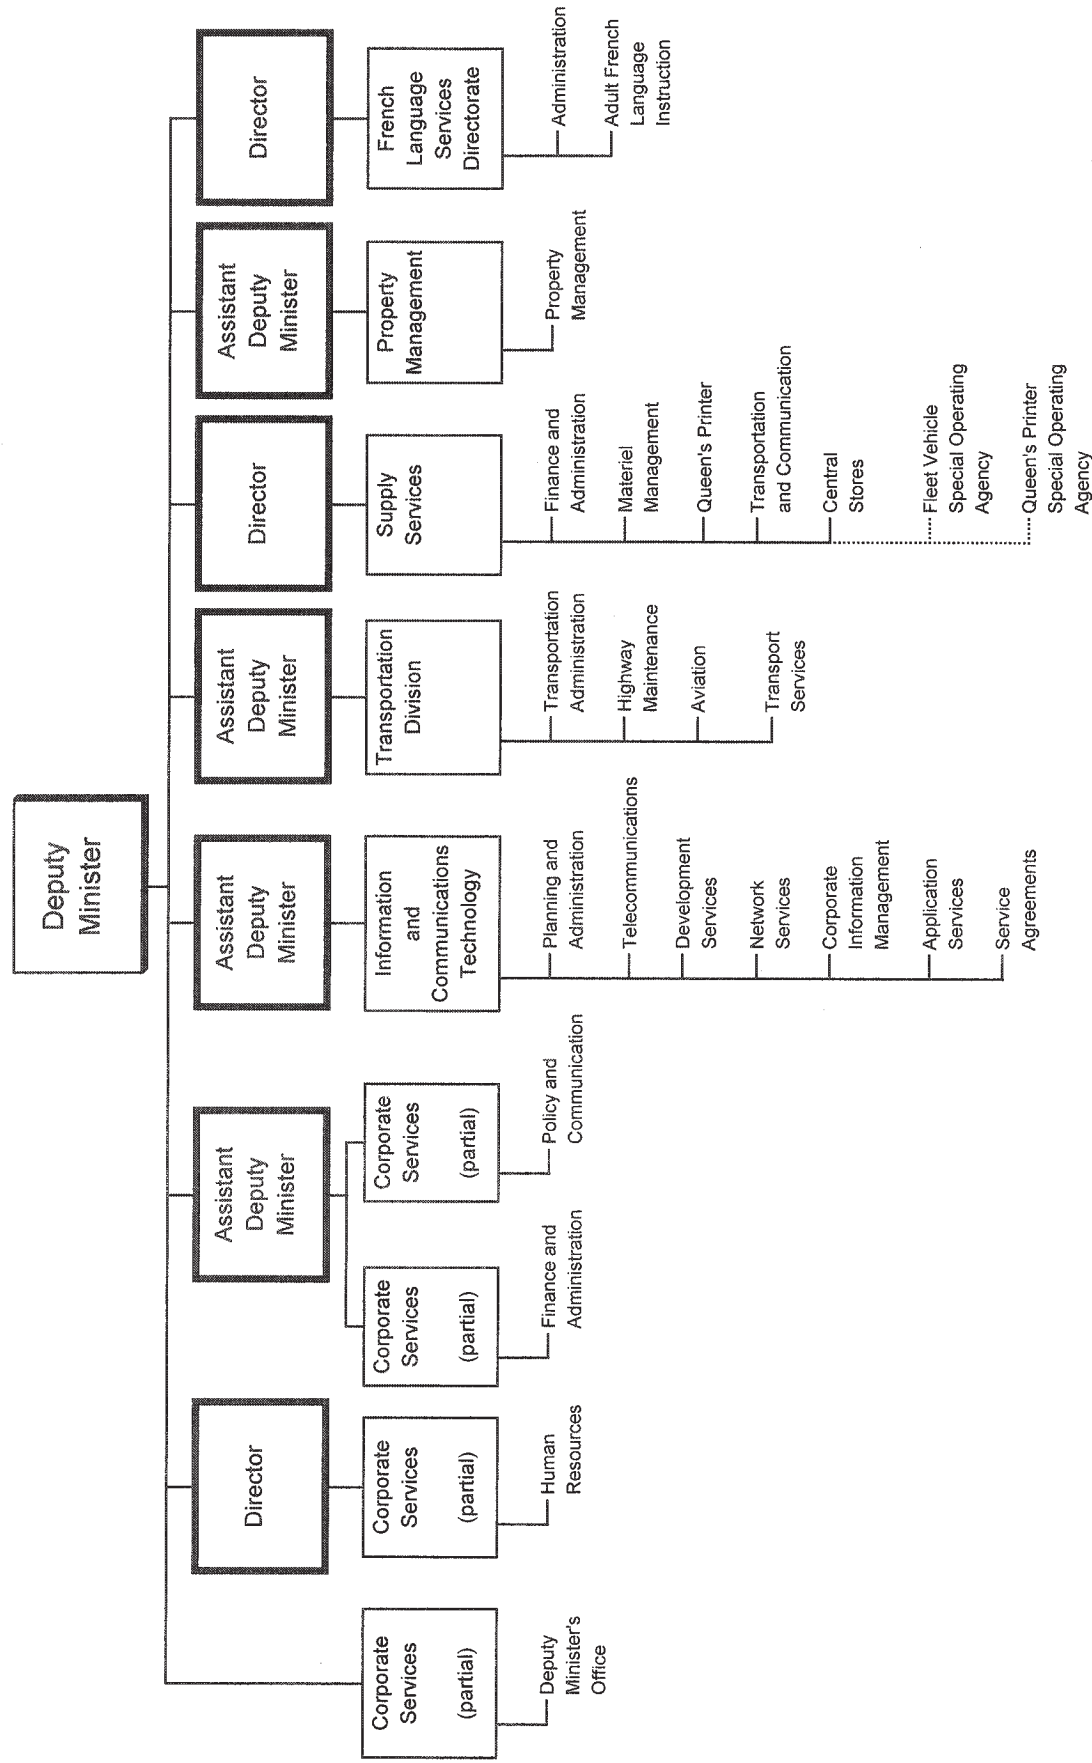 Deputy
Minister
Corporate
Services
(partial)
Deputy
Minister's
Office
Director
Corporate
Services
(partial)
Human
Resources
Assistant
Deputy
Minister
Corporate
Services
(partial)
Finance and
Administration
Corporate
Services
(partial)
Policy and
Communication
Assistant
Deputy
Minister
Information
and
Communications
Technology
Planning and
Administration
Telecommunications
Development
Services
Network
Services
Corporate
Information
Management
Application
Services
Service
Agreements
Assistant
Deputy
Minister
Transportation
Division
Transportation
Administration
Highway
Maintenance
Aviation
Transport
Services
Director
Supply
Services
Finance and
Administration
Materiel
Management
Queen's Printer
Transportation
and Communication
Central
Stores
Fleet Vehicle
Special Operating
Agency
Queen's Printer
Special Operating
Agency
Assistant
Deputy
Minister
Property
Management
Property
Management
Director
French
Language
Services
Directorate
Administration
Adult French
Language
Instruction